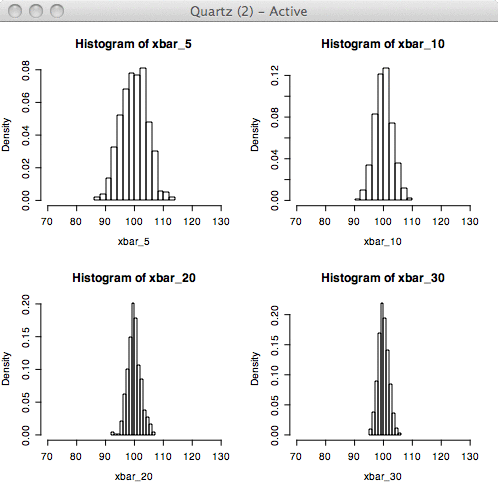 Quartz (2) - Active
Histogram of xbar_5
Density
0.00 0.02 0.04 0.06 0.08
70 80 90 100 110 120 130
xbar_5
Histogram of xbar_10
Density
0.00 0.04 0.08 0.12
70 80 90 100 110 120 130
xbar_10
Histogram of xbar_20
Density
0.00 0.05 0.10 0.15 0.20
70 80 90 100 110 120 130
xbar_20
Histogram of xbar_30
Density
0.00 0.05 0.10 0.15 0.20
70 80 90 100 110 120 130
xbar_30